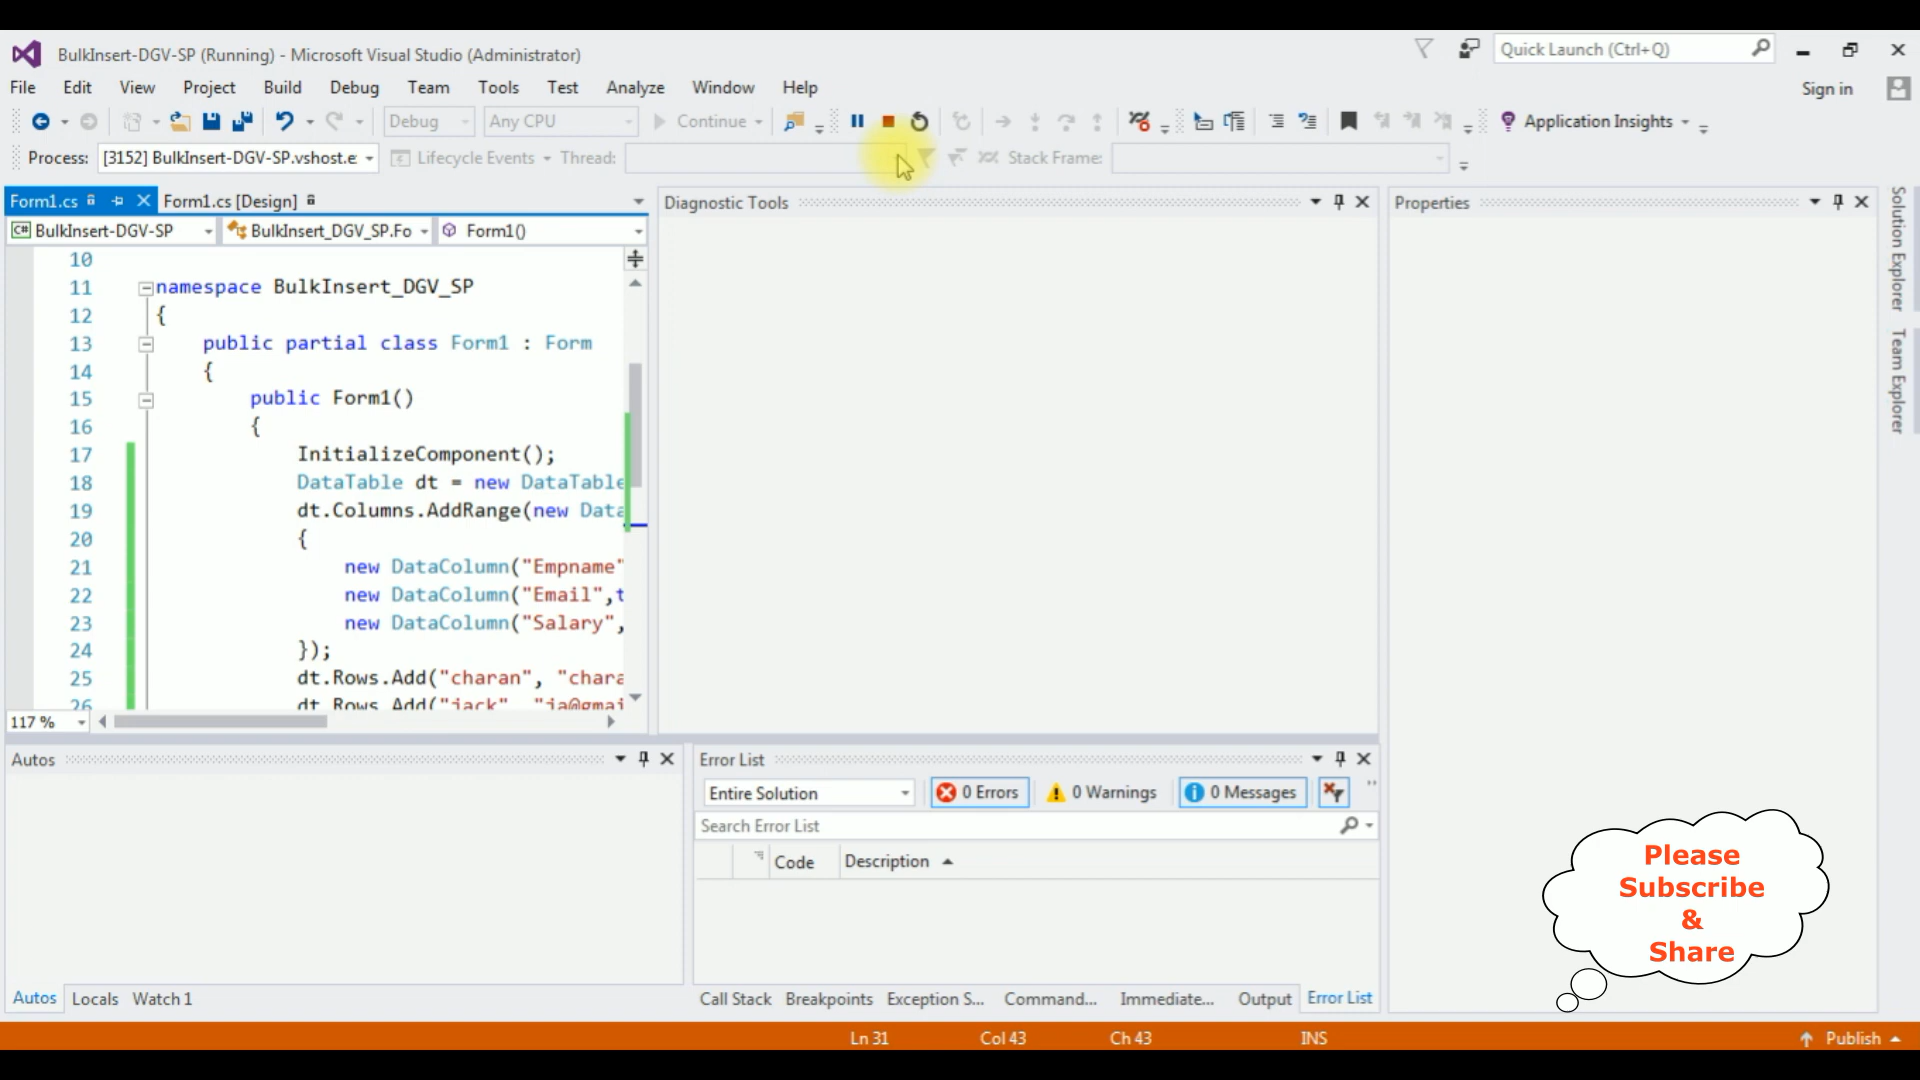 BulkInsert-DGV-SP (Running) - Microsoft Visual Studio (Administrator)
Quick Launch (Ctrl+Q)
File Edit View Project Build Debug Team Tools Test Analyze Window Help
Sign in
Debug Any CPU Continue Application Insights
Process: [3152] BulkInsert-DGV-SP.vshost.e Lifecycle Events Thread: Stack Frame:
Form1.cs Form1.cs [Design]
C# BulkInsert-DGV-SP BulkInsert_DGV_SP.Fo Form1()
10
11 namespace BulkInsert_DGV_SP
12 {
13 public partial class Form1 : Form
14 {
15 public Form1()
16 {
17 InitializeComponent();
18 DataTable dt = new DataTable
19 dt.Columns.AddRange(new Data
20 {
21 new DataColumn("Empname"
22 new DataColumn("Email",t
23 new DataColumn("Salary",
24 });
25 dt.Rows.Add("charan", "chara
26 dt.Rows.Add("jack", "ja@gmai
117 %
Diagnostic Tools
Properties
Solution Explorer
Team Explorer
Autos
Autos Locals Watch 1
Error List
Entire Solution 0 Errors 0 Warnings 0 Messages
Search Error List
Code Description
Call Stack Breakpoints Exception S... Command... Immediate... Output Error List
Please
Subscribe
&
Share
Ln 31 Col 43 Ch 43 INS Publish